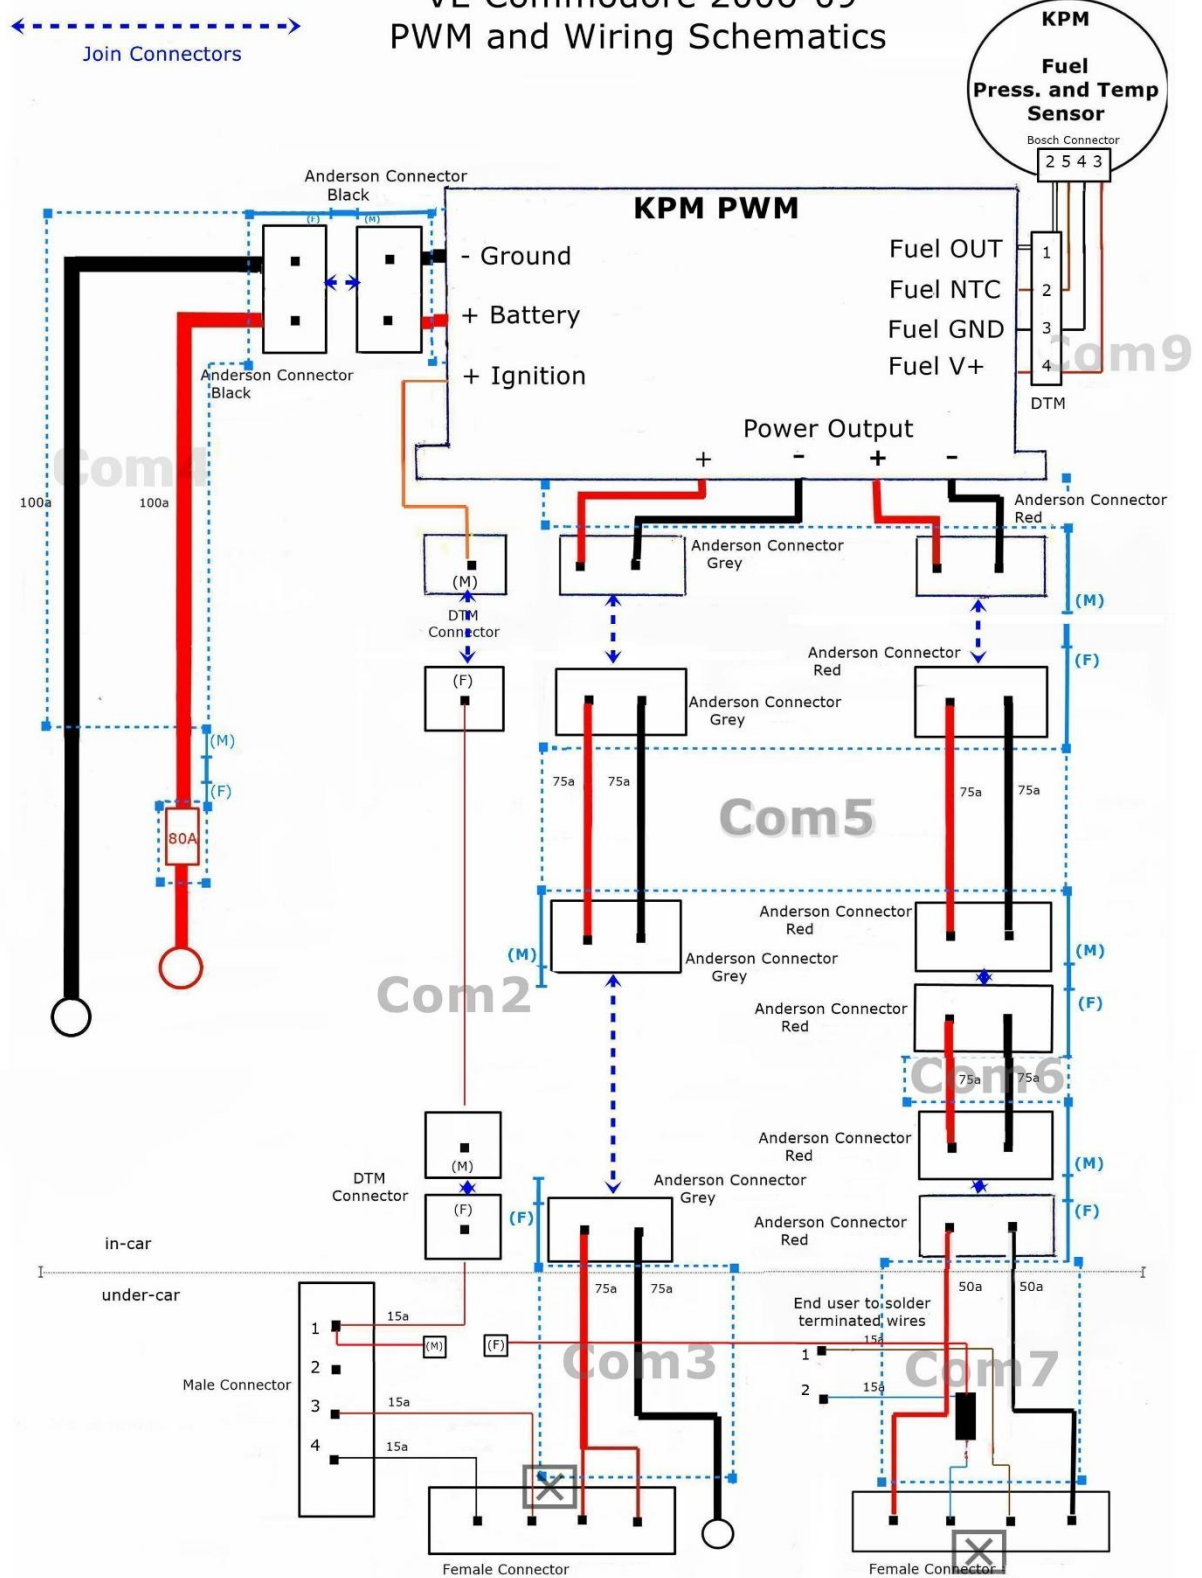 PWM and Wiring Schematics
Join Connectors
KPM
Fuel
Press. and Temp
Sensor
Bosch Connector
2 5 4 3
Anderson Connector
Black
(F)
(M)
KPM PWM
- Ground
+ Battery
+ Ignition
Fuel OUT
Fuel NTC
Fuel GND
Fuel V+
1
2
3
4
DTM
Com9
Anderson Connector
Black
Power Output
+ - + -
Com4
100a
100a
Anderson Connector
Red
Anderson Connector
Grey
(M)
(M)
DTM
Connector
(F)
Anderson Connector
Red
(F)
Anderson Connector
Grey
(M)
(F)
80A
75a
75a
75a
75a
Com5
Anderson Connector
Red
(M)
(M)
Anderson Connector
Grey
Com2
Anderson Connector
Red
(F)
Com6
75a
75a
Anderson Connector
Red
(M)
(M)
DTM
Connector
(F)
Anderson Connector
Grey
(F)
Anderson Connector
Red
(F)
in-car
under-car
75a
75a
50a
50a
End user to solder
terminated wires
15a
1
15a
(M)
(F)
1
2
Male Connector
3
15a
4
15a
2
15a
Com3
Com7
Female Connector
Female Connector